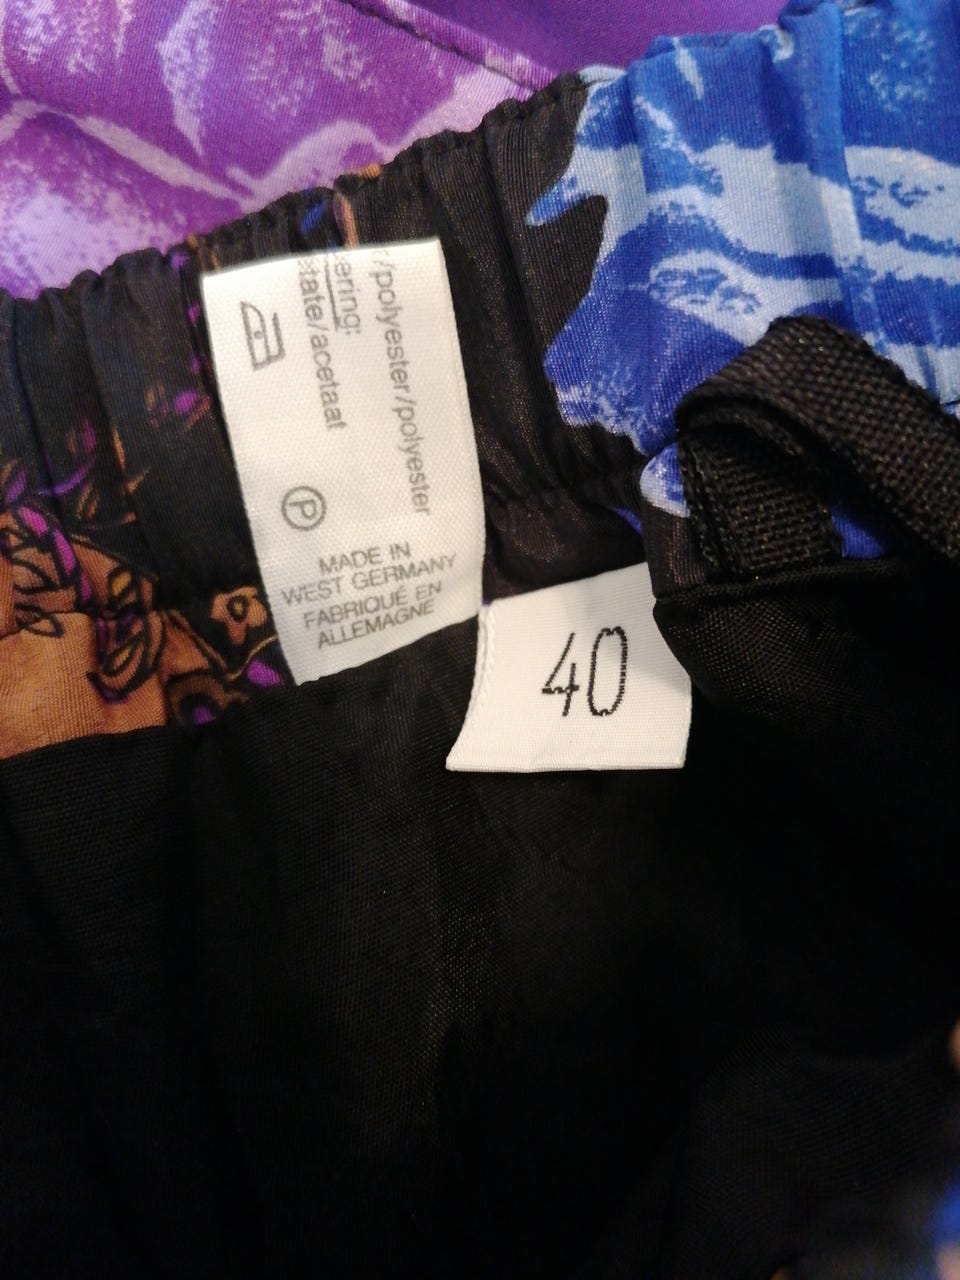 r/polyester/polyester
ering:
state/acetaat
P
MADE IN
WEST GERMANY
FABRIQUÉ EN
ALLEMAGNE
40